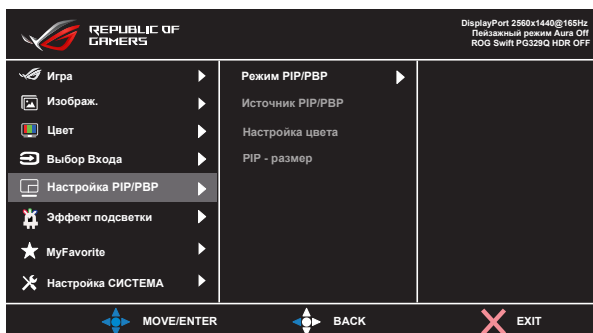 REPUBLIC OF
GAMERS
DisplayPort 2560x1440@165Hz
Пейзажный режим Aura Off
ROG Swift PG329Q HDR OFF
Игра
Изображ.
Цвет
Выбор Входа
Настройка PIP/PBP
Эффект подсветки
MyFavorite
Настройка СИСТЕМА
Режим PIP/PBP
Источник PIP/PBP
Настройка цвета
PIP - размер
MOVE/ENTER
BACK
EXIT